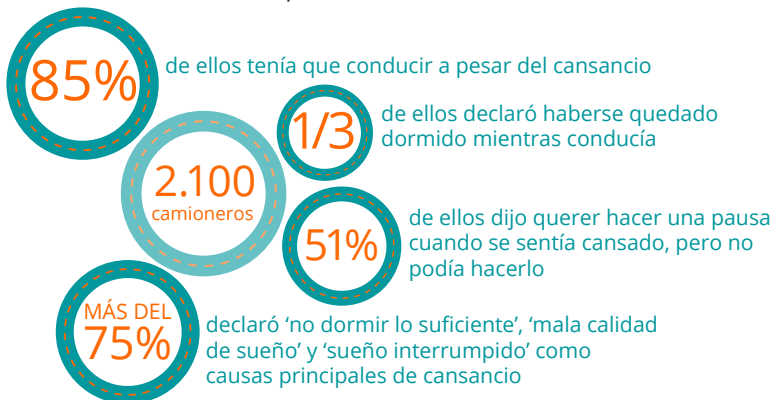 85%
de ellos tenía que conducir a pesar del cansancio
1/3
de ellos declaró haberse quedado
dormido mientras conducía
2.100
camioneros
51%
de ellos dijo querer hacer una pausa
cuando se sentía cansado, pero no
podía hacerlo
MÁS DEL
75%
declaró ‘no dormir lo suficiente’, ‘mala calidad
de sueño’ y ‘sueño interrumpido’ como
causas principales de cansancio